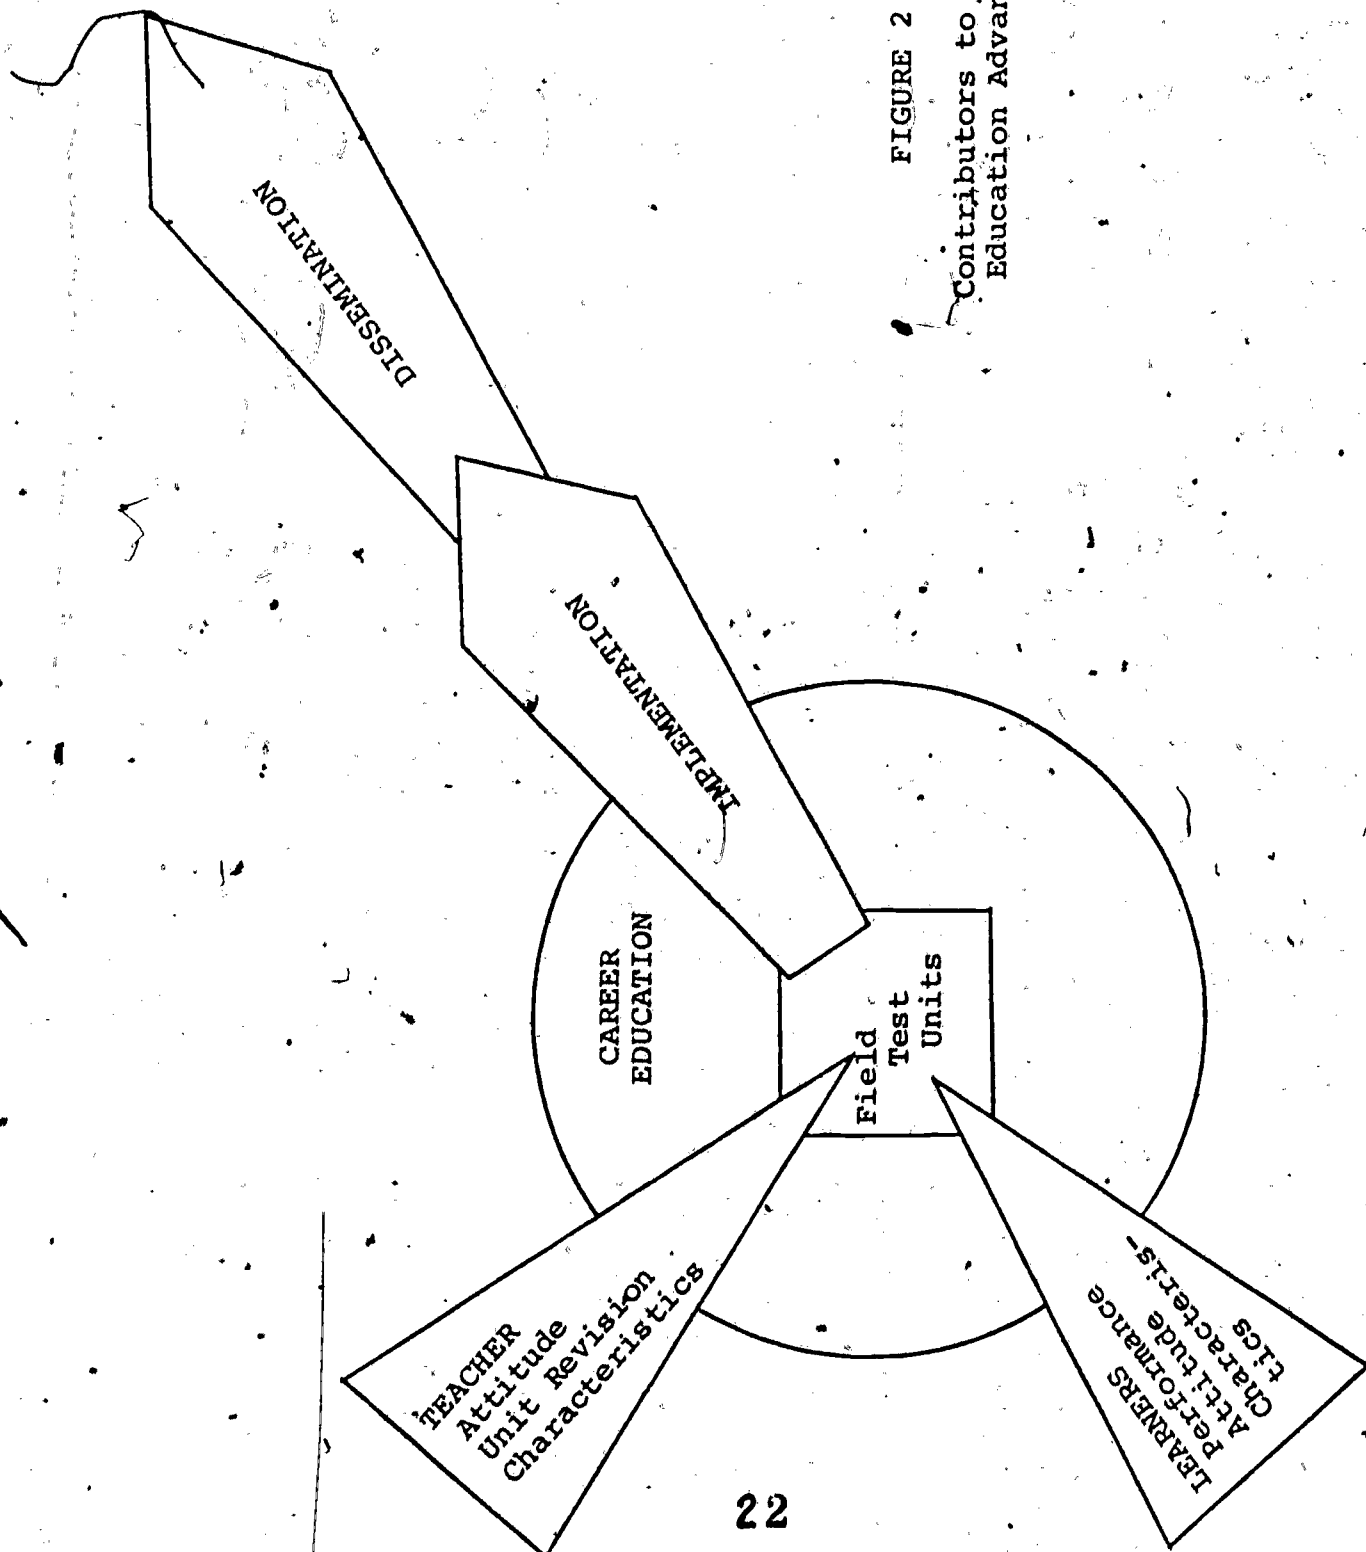 FIGURE 2
Contributors to
Education Advan
DISSEMINATION
IMPLEMENTATION
CAREER
EDUCATION
Field
Test
Units
TEACHER
Attitude
Unit Revision
Characteristics
LEARNERS
Performance
Attitude
Characteris-
tics
22